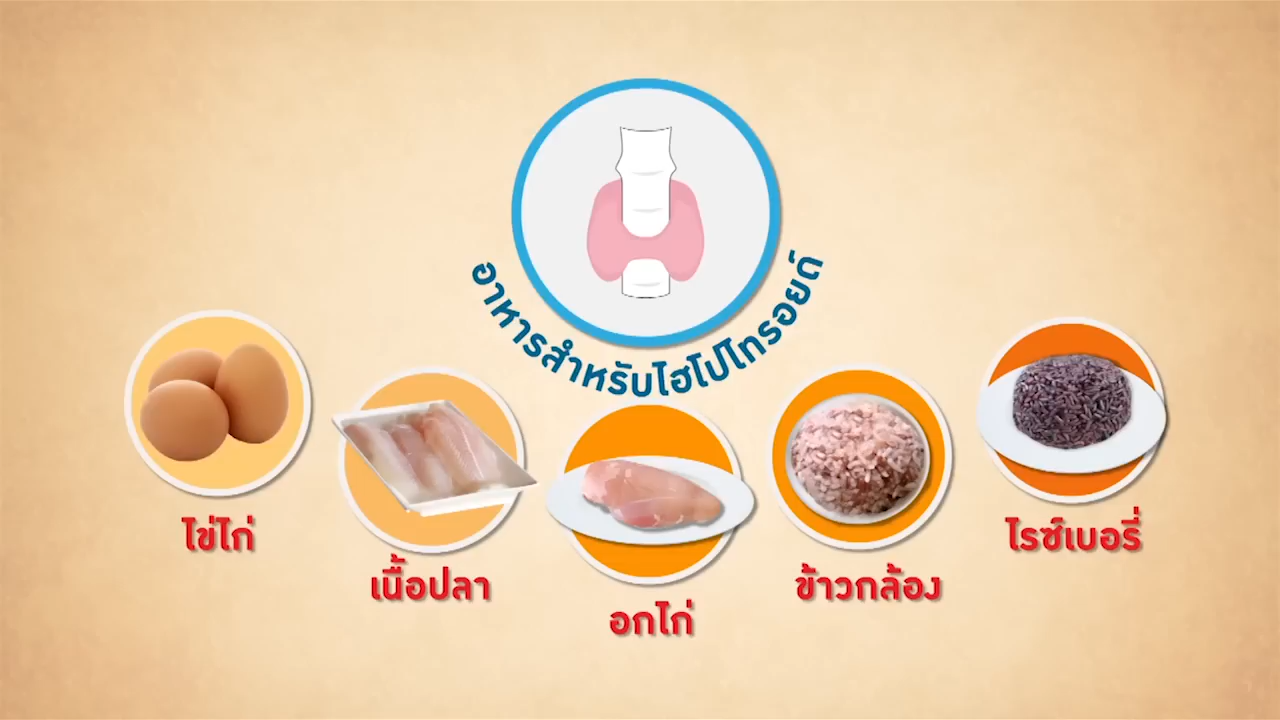 อาหารสำหรับไฮโปไทรอยด์
ไข่ไก่
เนื้อปลา
อกไก่
ข้าวกล้อง
ไรซ์เบอรี่